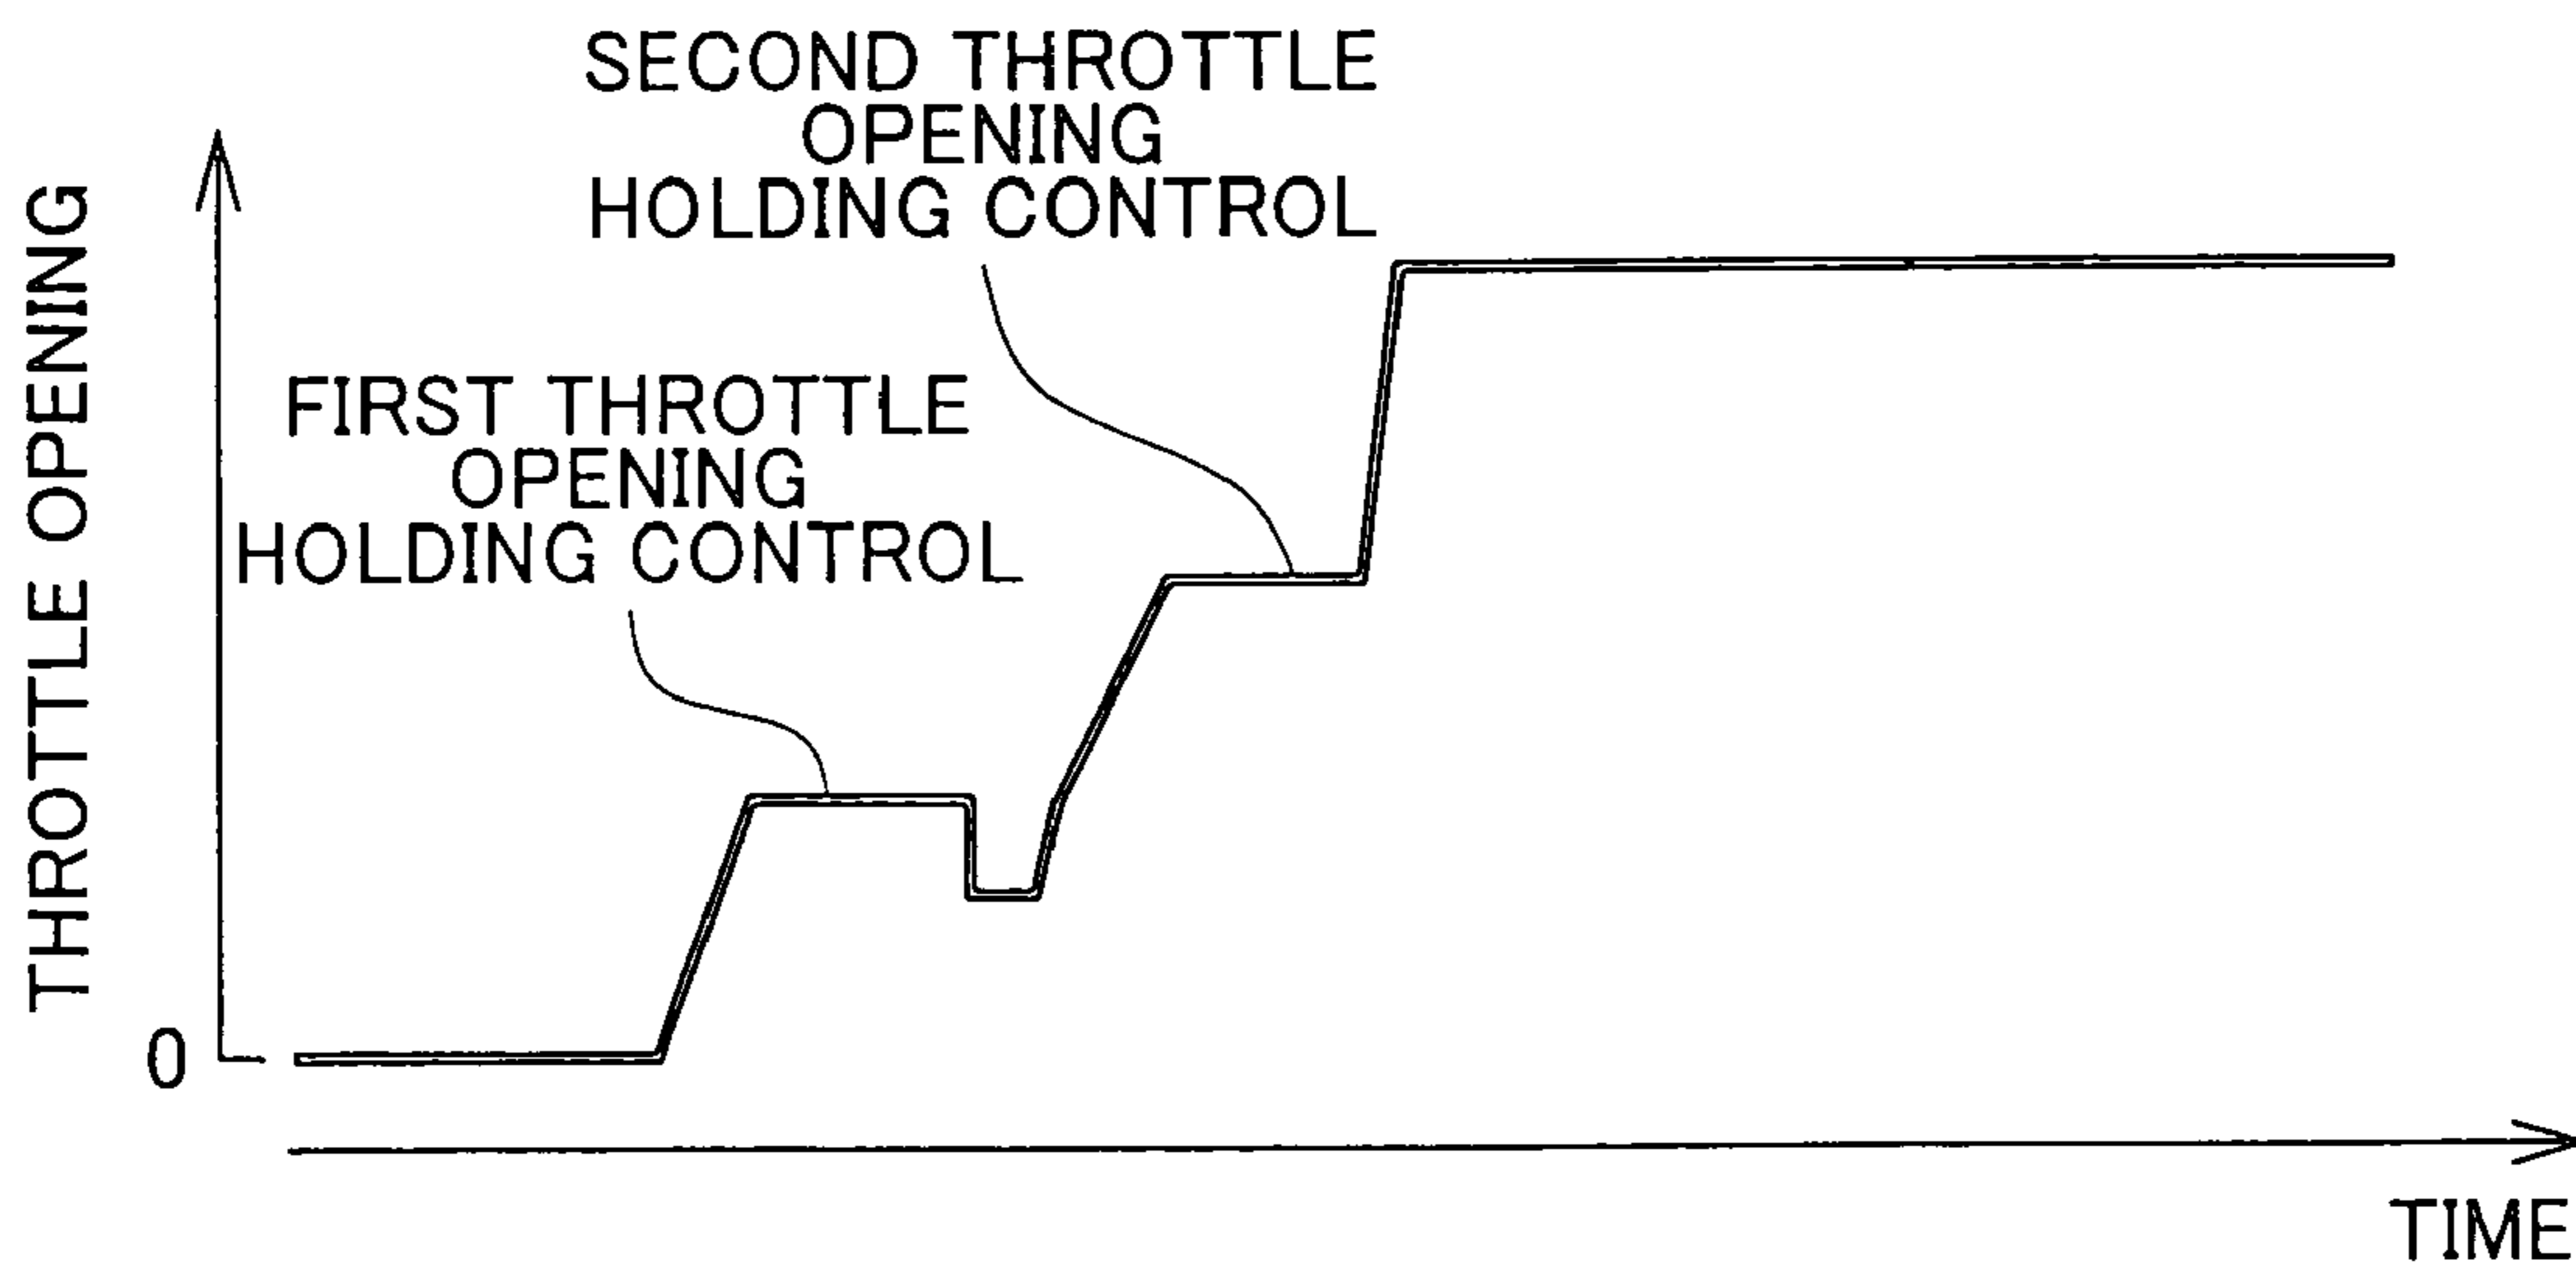 SECOND THROTTLE
OPENING
HOLDING CONTROL
FIRST THROTTLE
OPENING
HOLDING CONTROL
THROTTLE OPENING
0
TIME